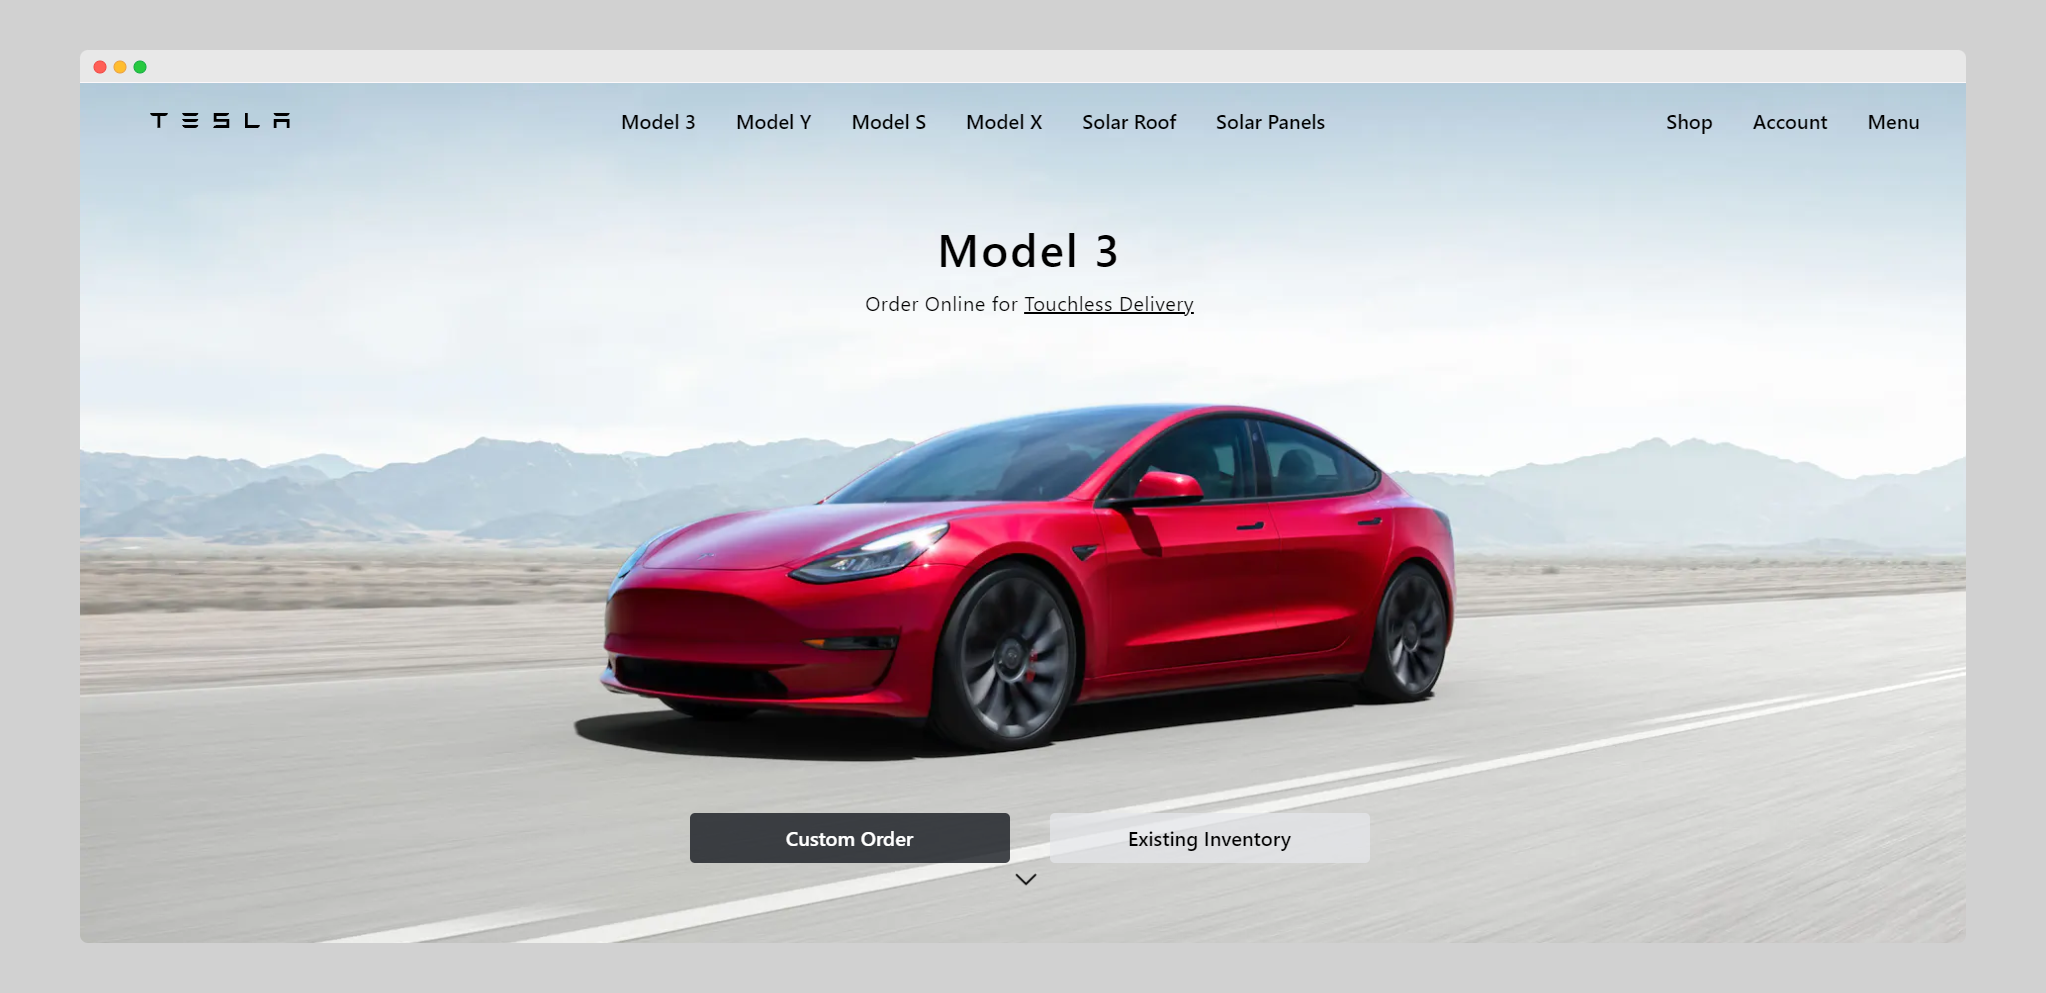 TESLA Model 3 Model Y Model S Model X Solar Roof Solar Panels Shop Account Menu
Model 3
Order Online for Touchless Delivery
Custom Order Existing Inventory